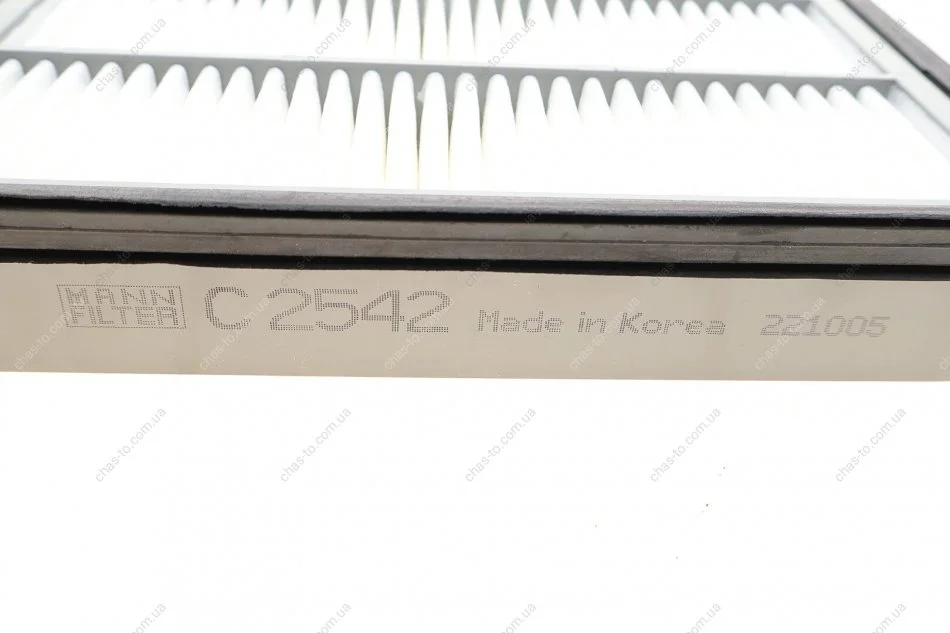 MANN
FILTER
C 2542 Made in Korea 221005
chas-to.com.ua